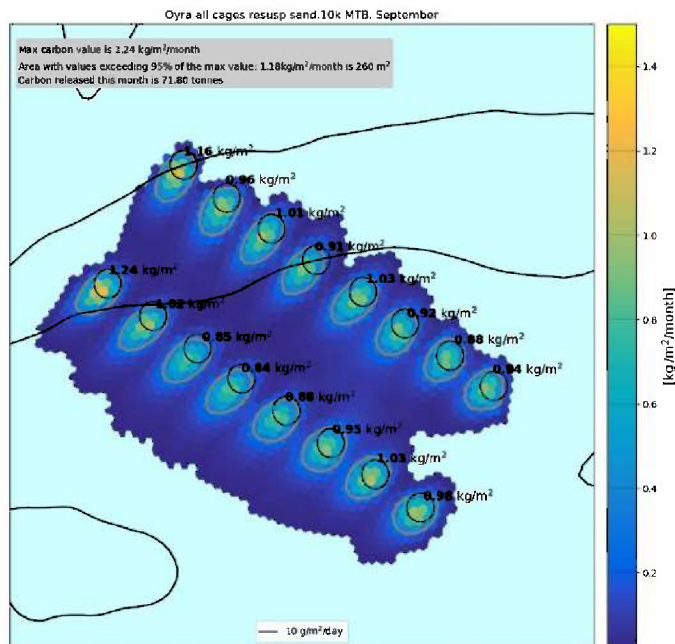 Oyra all cages resusp sand.10k MTB. September
Max carbon value is 1.24 kg/m²/month
Area with values exceeding 95% of the max value: 1.18kg/m²/month is 260 m²
Carbon released this month is 71.80 tonnes
1.16 kg/m²
0.96 kg/m²
1.01 kg/m²
0.91 kg/m²
1.24 kg/m²
1.03 kg/m²
1.02 kg/m²
0.92 kg/m²
0.85 kg/m²
0.88 kg/m²
0.84 kg/m²
0.94 kg/m²
0.88 kg/m²
0.95 kg/m²
1.03 kg/m²
0.98 kg/m²
10 g/m²/day
1.4
1.2
1.0
0.8
0.6
0.4
0.2
[kg/m²/month]